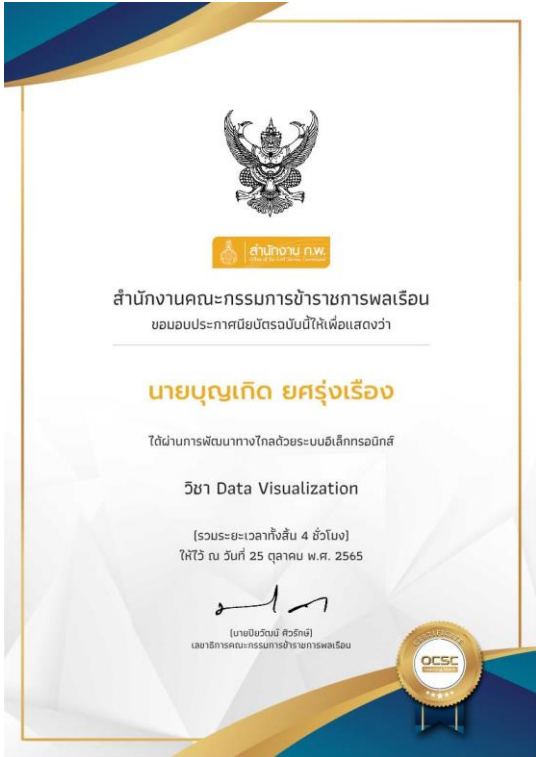 สำนักงาน ก.พ.
Office of the Civil Service Commission
สำนักงานคณะกรรมการข้าราชการพลเรือน
ขอมอบประกาศนียบัตรฉบับนี้ให้เพื่อแสดงว่า
นายบุญเกิด ยศรุ่งเรือง
ได้ผ่านการพัฒนาทางไกลด้วยระบบอิเล็กทรอนิกส์
วิชา Data Visualization
(รวมระยะเวลาทั้งสิ้น 4 ชั่วโมง)
ให้ไว้ ณ วันที่ 25 ตุลาคม พ.ศ. 2565
(นายปิยวัฒน์ ศิวรักษ์)
เลขาธิการคณะกรรมการข้าราชการพลเรือน
OCSC